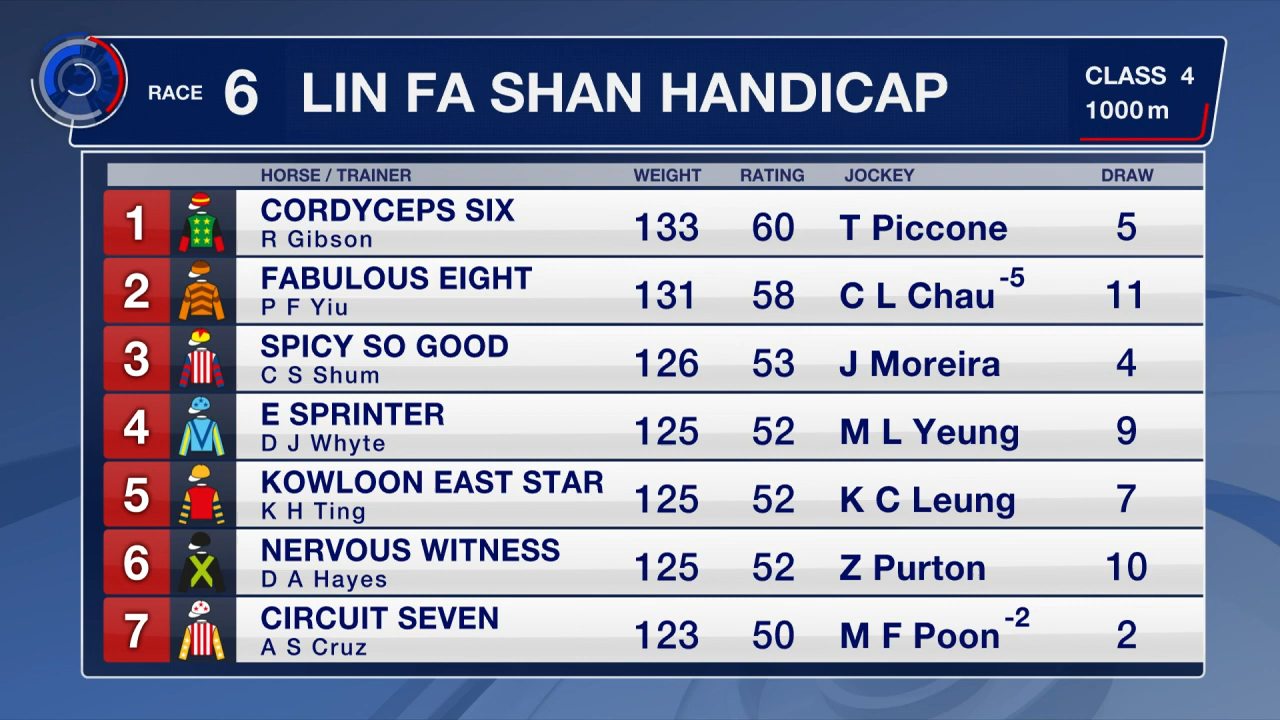 RACE 6 LIN FA SHAN HANDICAP CLASS 4
1000 m
HORSE / TRAINER WEIGHT RATING JOCKEY DRAW
1 CORDYCEPS SIX 133 60 T Piccone 5
R Gibson
2 FABULOUS EIGHT 131 58 C L Chau -5 11
P F Yiu
3 SPICY SO GOOD 126 53 J Moreira 4
C S Shum
4 E SPRINTER 125 52 M L Yeung 9
D J Whyte
5 KOWLOON EAST STAR 125 52 K C Leung 7
K H Ting
6 NERVOUS WITNESS 125 52 Z Purton 10
D A Hayes
7 CIRCUIT SEVEN 123 50 M F Poon -2 2
A S Cruz